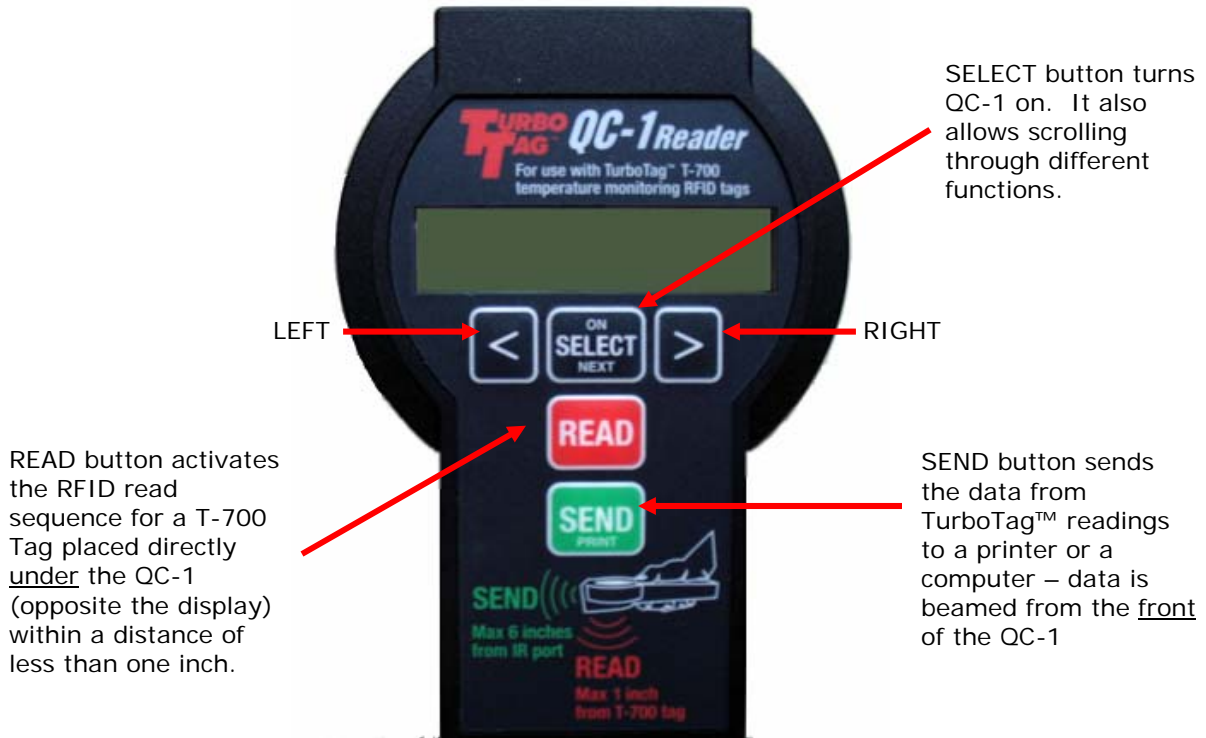 SELECT button turns
QC-1 on.  It also
allows scrolling
through different
functions.
TURBO
TAG™ QC-1 Reader
For use with TurboTag™ T-700
temperature monitoring RFID tags
LEFT
<
ON
SELECT
NEXT
>
RIGHT
READ
READ button activates
the RFID read
sequence for a T-700
Tag placed directly
under the QC-1
(opposite the display)
within a distance of
less than one inch.
SEND
PRINT
SEND button sends
the data from
TurboTag™ readings
to a printer or a
computer – data is
beamed from the front
of the QC-1
SEND
Max 6 inches
from IR port
READ
Max 1 inch
from T-700 tag